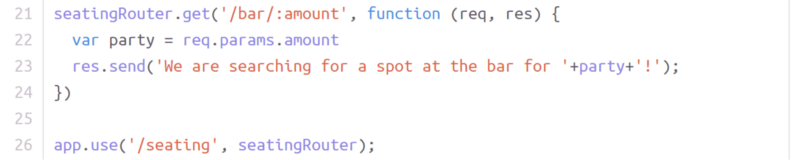 21 seatingRouter.get('/bar/:amount', function (req, res) {
22   var party = req.params.amount
23   res.send('We are searching for a spot at the bar for '+party+'!');
24 })
25
26 app.use('/seating', seatingRouter);